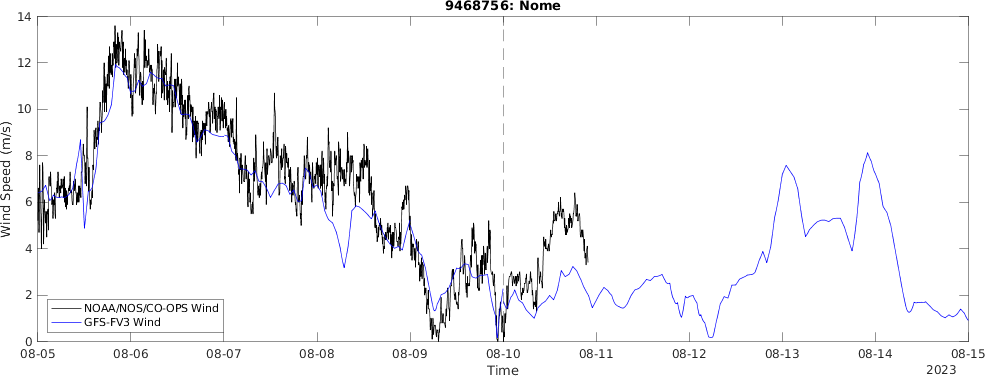 9468756: Nome
14
12
10
8
6
4
2
0
Wind Speed (m/s)
NOAA/NOS/CO-OPS Wind
GFS-FV3 Wind
08-05 08-06 08-07 08-08 08-09 08-10 08-11 08-12 08-13 08-14 08-15
Time
2023